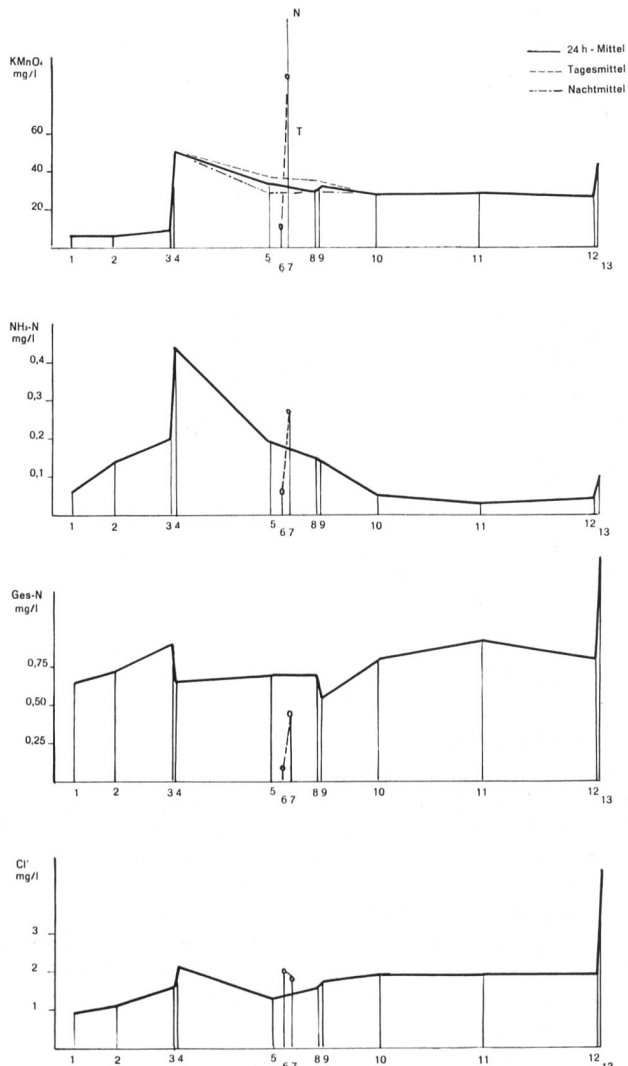 N
KMnO₄
mg/l
24 h - Mittel
Tagesmittel
Nachtmittel
T
60
40
20
1 2 3 4 5 6 7 8 9 10 11 12 13
NH₃-N
mg/l
0,4
0,3
0,2
0,1
1 2 3 4 5 6 7 8 9 10 11 12 13
Ges-N
mg/l
0,75
0,50
0,25
1 2 3 4 5 6 7 8 9 10 11 12 13
Cl'
mg/l
3
2
1
1 2 3 4 5 6 7 8 9 10 11 12 13